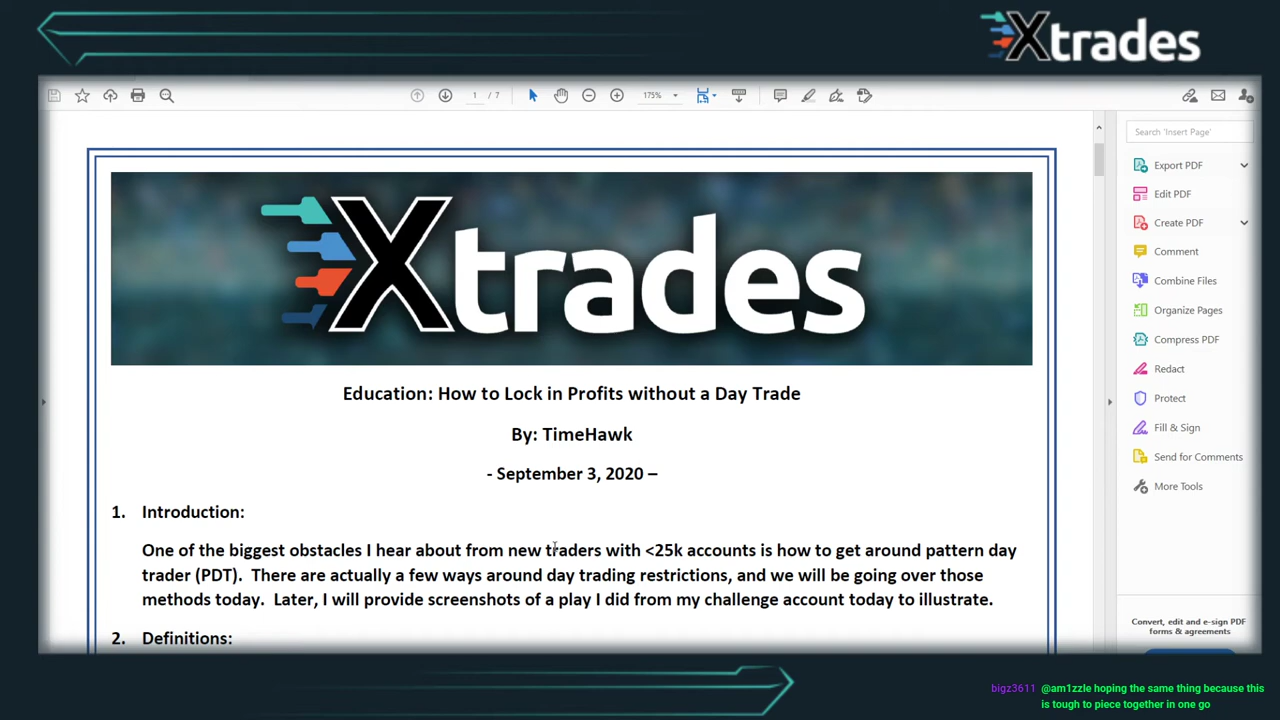 Xtrades
1 / 7
175%
Search 'Insert Page'
Export PDF
Edit PDF
Create PDF
Comment
Combine Files
Organize Pages
Compress PDF
Redact
Protect
Fill & Sign
Send for Comments
More Tools
Convert, edit and e-sign PDF
forms & agreements
Xtrades
Education: How to Lock in Profits without a Day Trade
By: TimeHawk
- September 3, 2020 –
1. Introduction:
One of the biggest obstacles I hear about from new traders with <25k accounts is how to get around pattern day
trader (PDT).  There are actually a few ways around day trading restrictions, and we will be going over those
methods today.  Later, I will provide screenshots of a play I did from my challenge account today to illustrate.
2. Definitions:
bigz3611 @am1zzle hoping the same thing because this
is tough to piece together in one go